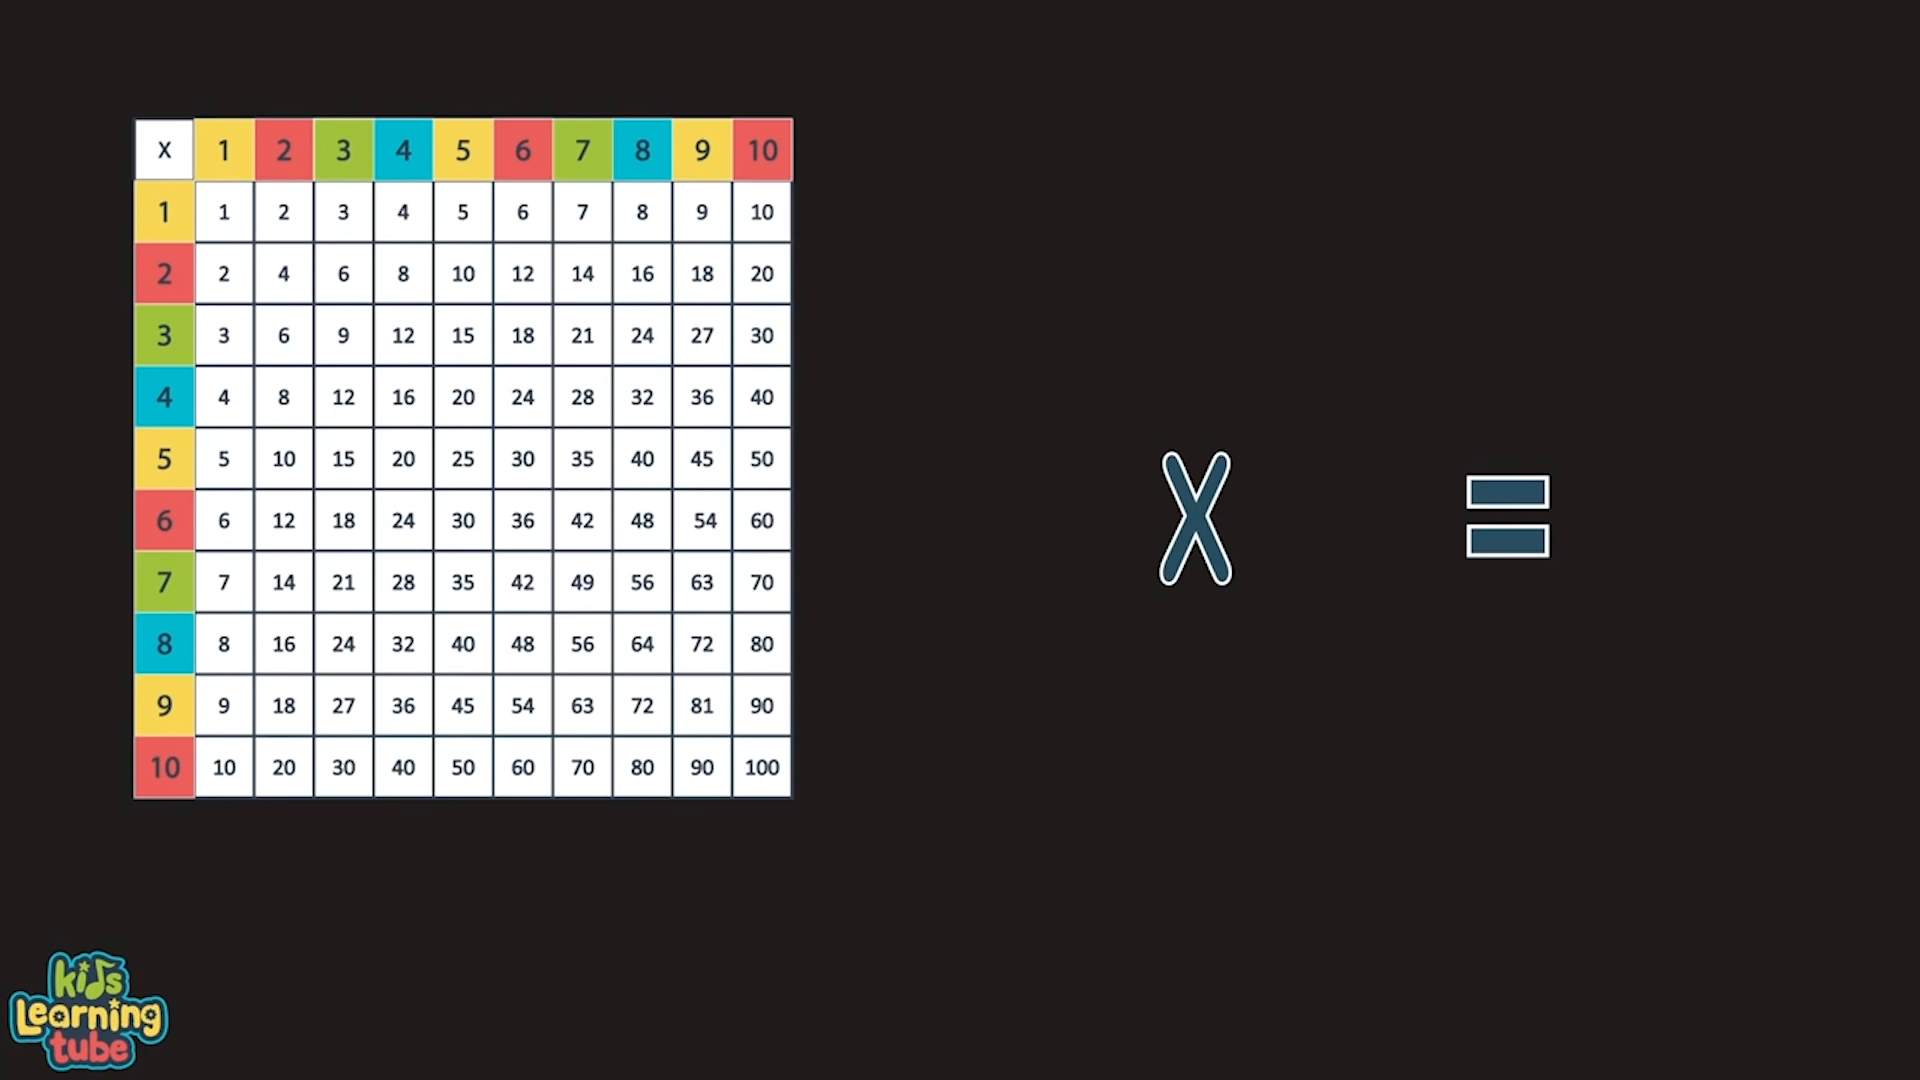 X 1 2 3 4 5 6 7 8 9 10
1 1 2 3 4 5 6 7 8 9 10
2 2 4 6 8 10 12 14 16 18 20
3 3 6 9 12 15 18 21 24 27 30
4 4 8 12 16 20 24 28 32 36 40
5 5 10 15 20 25 30 35 40 45 50
6 6 12 18 24 30 36 42 48 54 60
7 7 14 21 28 35 42 49 56 63 70
8 8 16 24 32 40 48 56 64 72 80
9 9 18 27 36 45 54 63 72 81 90
10 10 20 30 40 50 60 70 80 90 100
X =
kids
Learning
tube